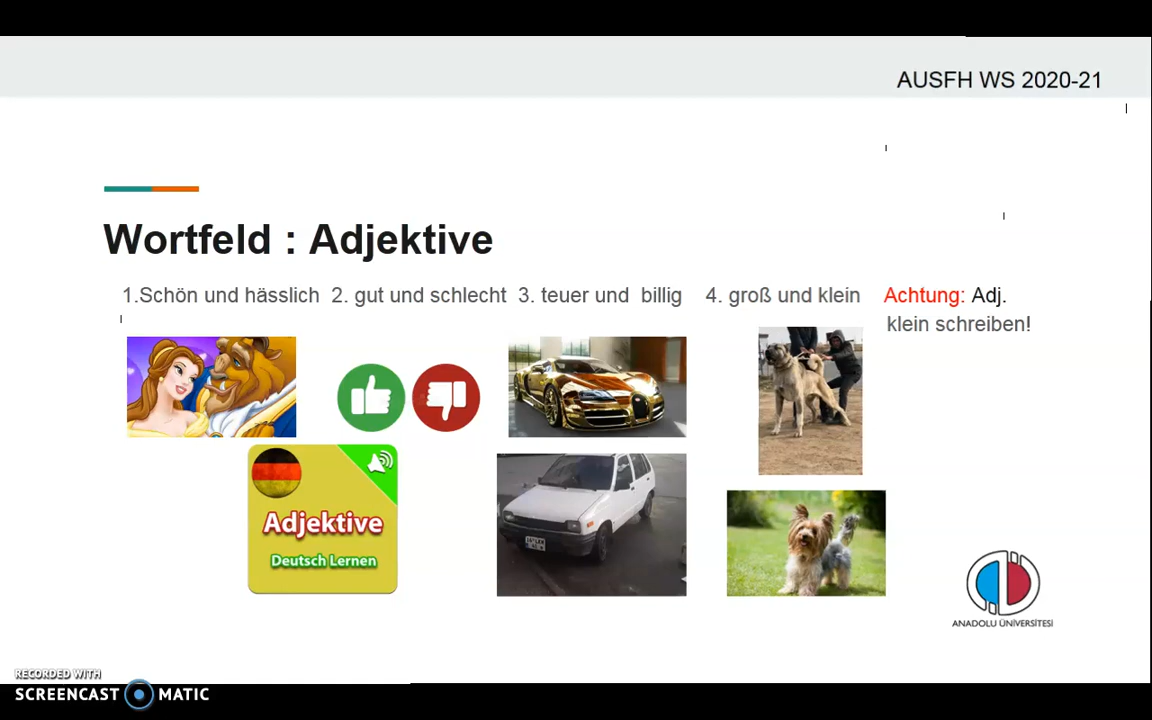 AUSFH WS 2020-21
Wortfeld : Adjektive
1.Schön und hässlich 2. gut und schlecht 3. teuer und billig 4. groß und klein Achtung: Adj.
klein schreiben!
Adjektive
Deutsch Lernen
ANADOLU ÜNİVERSİTESİ
RECORDED WITH
SCREENCAST MATIC